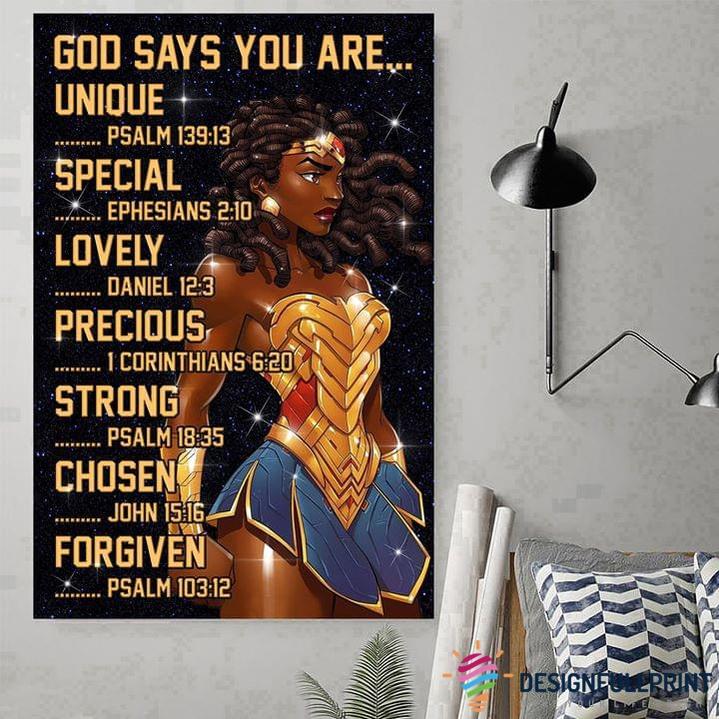 GOD SAYS YOU ARE...
UNIQUE
......... PSALM 139:13
SPECIAL
......... EPHESIANS 2:10
LOVELY
......... DANIEL 12:3
PRECIOUS
......... 1 CORINTHIANS 6:20
STRONG
......... PSALM 18:35
CHOSEN
......... JOHN 15:16
FORGIVEN
......... PSALM 103:12
DESIGNFULLPRINT